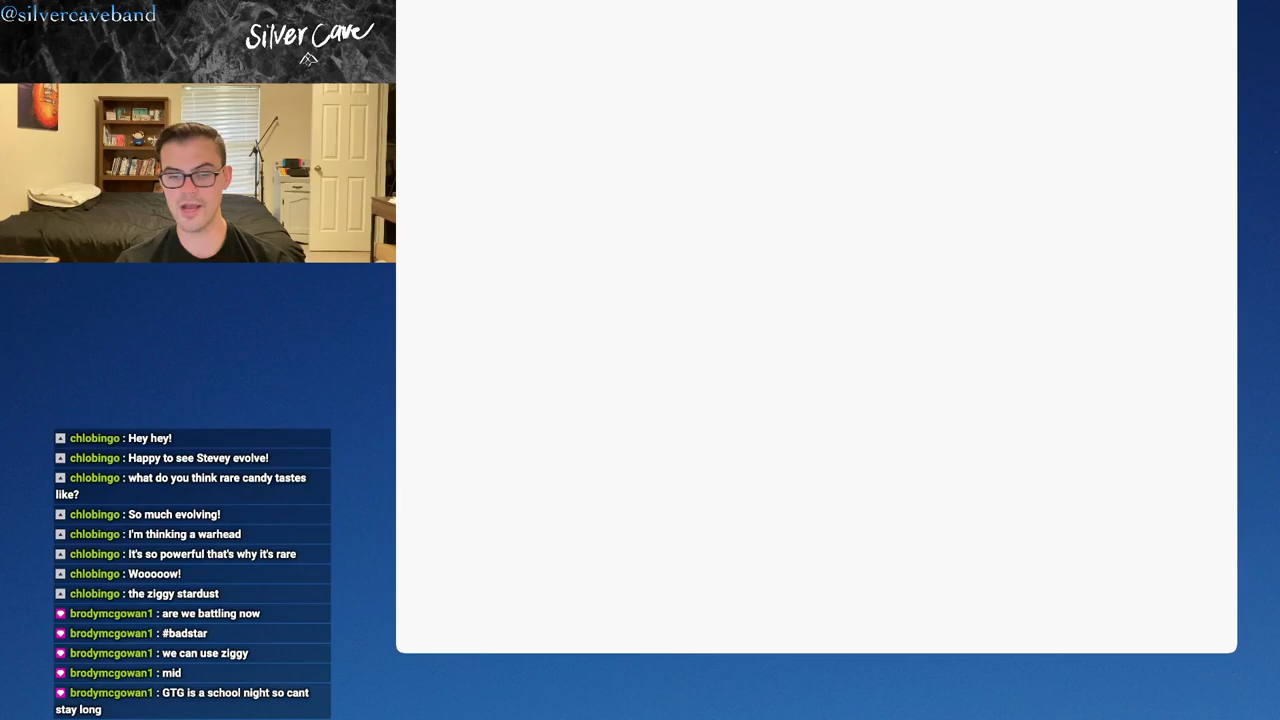 @silvercaveband
Silver Cave
chlobingo : Hey hey!
chlobingo : Happy to see Stevey evolve!
chlobingo : what do you think rare candy tastes
like?
chlobingo : So much evolving!
chlobingo : I'm thinking a warhead
chlobingo : It's so powerful that's why it's rare
chlobingo : Wooooow!
chlobingo : the ziggy stardust
brodymcgowan1 : are we battling now
brodymcgowan1 : #badstar
brodymcgowan1 : we can use ziggy
brodymcgowan1 : mid
brodymcgowan1 : GTG is a school night so cant
stay long